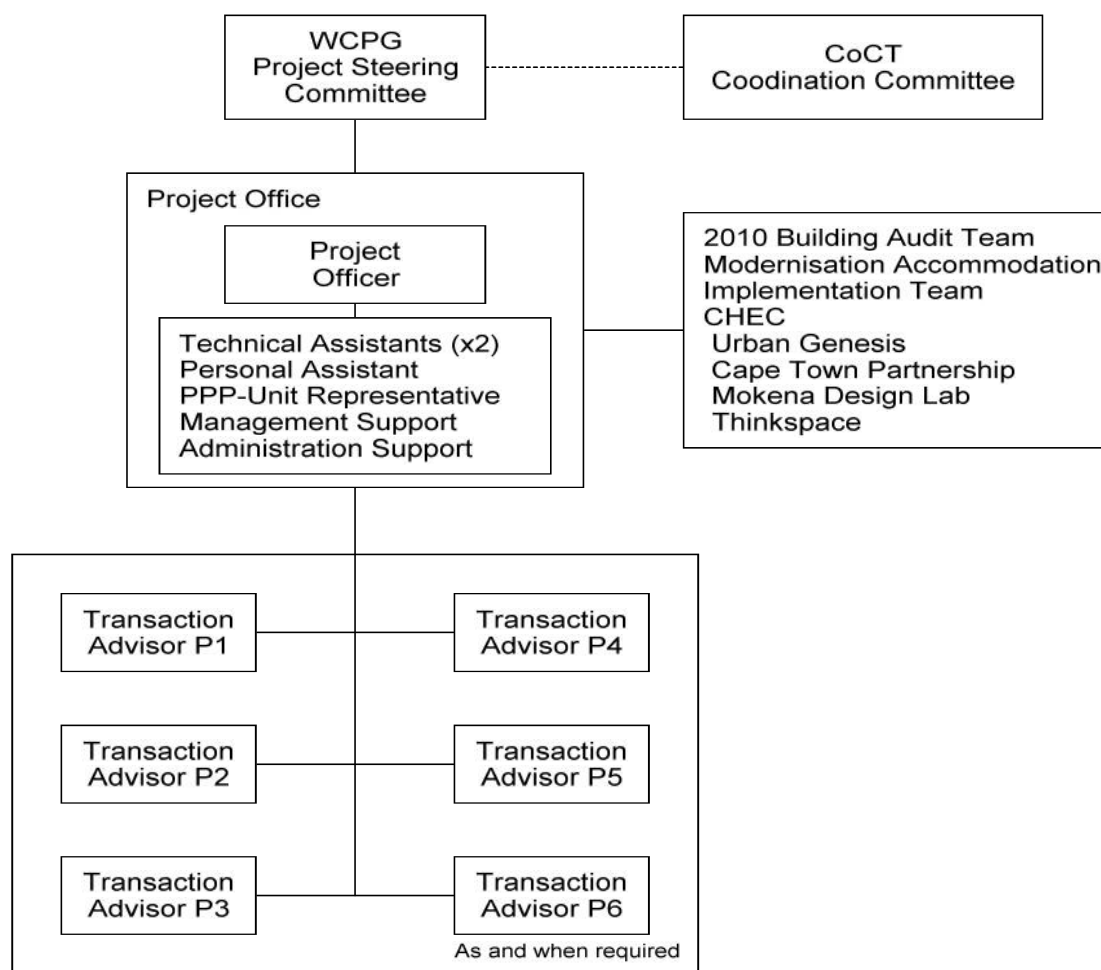 WCPG
Project Steering
Committee
CoCT
Coodination Committee
Project Office
Project
Officer
Technical Assistants (x2)
Personal Assistant
PPP-Unit Representative
Management Support
Administration Support
2010 Building Audit Team
Modernisation Accommodation
Implementation Team
CHEC
Urban Genesis
Cape Town Partnership
Mokena Design Lab
Thinkspace
Transaction
Advisor P1
Transaction
Advisor P4
Transaction
Advisor P2
Transaction
Advisor P5
Transaction
Advisor P3
Transaction
Advisor P6
As and when required